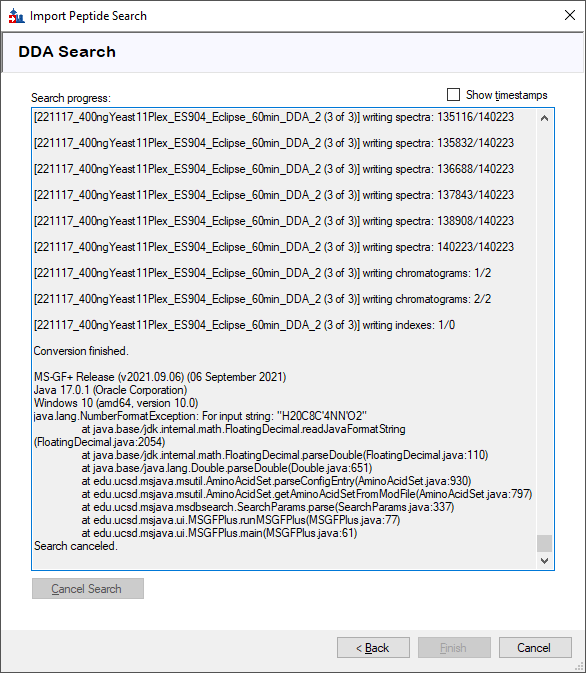 Import Peptide Search
DDA Search
Search progress:
Show timestamps
[221117_400ngYeast11Plex_ES904_Eclipse_60min_DDA_2 (3 of 3)] writing spectra: 135116/140223
[221117_400ngYeast11Plex_ES904_Eclipse_60min_DDA_2 (3 of 3)] writing spectra: 135832/140223
[221117_400ngYeast11Plex_ES904_Eclipse_60min_DDA_2 (3 of 3)] writing spectra: 136688/140223
[221117_400ngYeast11Plex_ES904_Eclipse_60min_DDA_2 (3 of 3)] writing spectra: 137843/140223
[221117_400ngYeast11Plex_ES904_Eclipse_60min_DDA_2 (3 of 3)] writing spectra: 138908/140223
[221117_400ngYeast11Plex_ES904_Eclipse_60min_DDA_2 (3 of 3)] writing spectra: 140223/140223
[221117_400ngYeast11Plex_ES904_Eclipse_60min_DDA_2 (3 of 3)] writing chromatograms: 1/2
[221117_400ngYeast11Plex_ES904_Eclipse_60min_DDA_2 (3 of 3)] writing chromatograms: 2/2
[221117_400ngYeast11Plex_ES904_Eclipse_60min_DDA_2 (3 of 3)] writing indexes: 1/0
Conversion finished.
MS-GF+ Release (v2021.09.06) (06 September 2021)
Java 17.0.1 (Oracle Corporation)
Windows 10 (amd64, version 10.0)
java.lang.NumberFormatException: For input string: "H20C8C'4NN'O2"
at java.base/jdk.internal.math.FloatingDecimal.readJavaFormatString
(FloatingDecimal.java:2054)
at java.base/jdk.internal.math.FloatingDecimal.parseDouble(FloatingDecimal.java:110)
at java.base/java.lang.Double.parseDouble(Double.java:651)
at edu.ucsd.msjava.msutil.AminoAcidSet.parseConfigEntry(AminoAcidSet.java:930)
at edu.ucsd.msjava.msutil.AminoAcidSet.getAminoAcidSetFromModFile(AminoAcidSet.java:797)
at edu.ucsd.msjava.msdbsearch.SearchParams.parse(SearchParams.java:337)
at edu.ucsd.msjava.ui.MSGFPlus.runMSGFPlus(MSGFPlus.java:77)
at edu.ucsd.msjava.ui.MSGFPlus.main(MSGFPlus.java:61)
Search canceled.
Cancel Search
< Back
Finish
Cancel